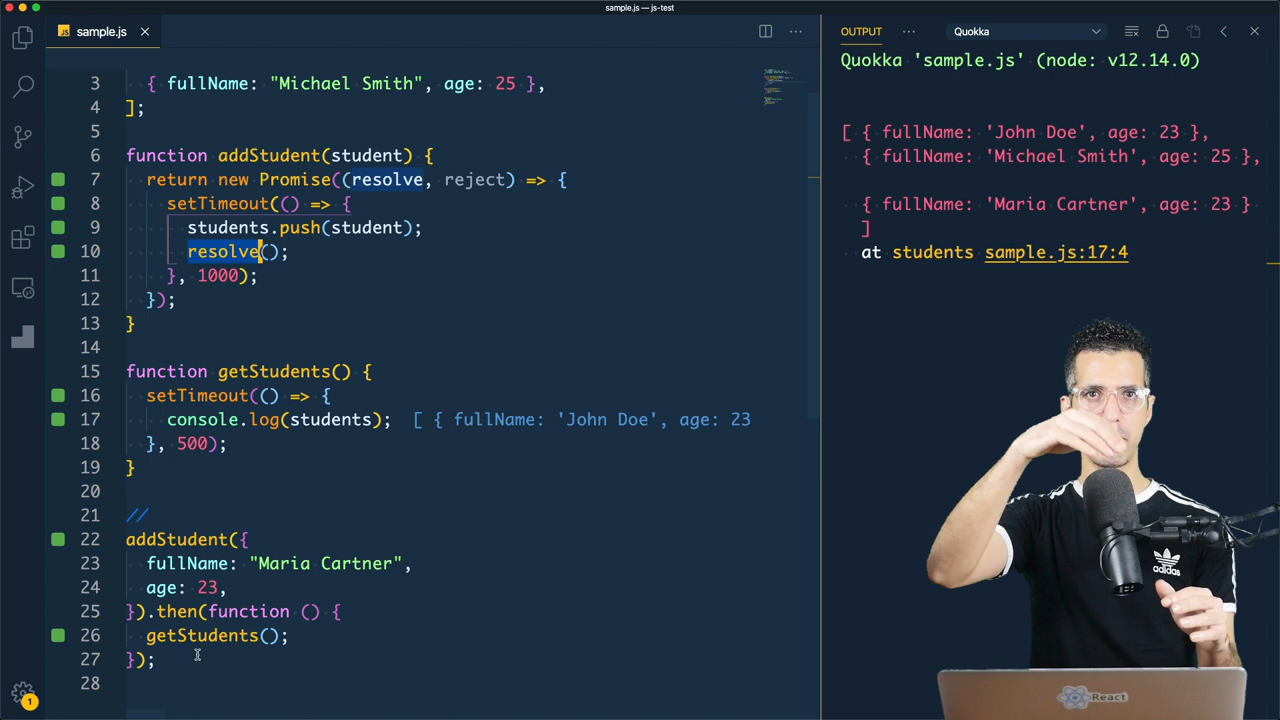 sample.js — js-test
JS sample.js
3 { fullName: "Michael Smith", age: 25 },
4 ];
5
6 function addStudent(student) {
7 return new Promise((resolve, reject) => {
8 setTimeout(() => {
9 students.push(student);
10 resolve();
11 }, 1000);
12 });
13 }
14
15 function getStudents() {
16 setTimeout(() => {
17 console.log(students); [ { fullName: 'John Doe', age: 23
18 }, 500);
19 }
20
21 //
22 addStudent({
23 fullName: "Maria Cartner",
24 age: 23,
25 }).then(function () {
26 getStudents();
27 });
28
1
OUTPUT ··· Quokka
Quokka 'sample.js' (node: v12.14.0)
[ { fullName: 'John Doe', age: 23 },
{ fullName: 'Michael Smith', age: 25 },
{ fullName: 'Maria Cartner', age: 23 }
]
at students sample.js:17:4
adidas
React